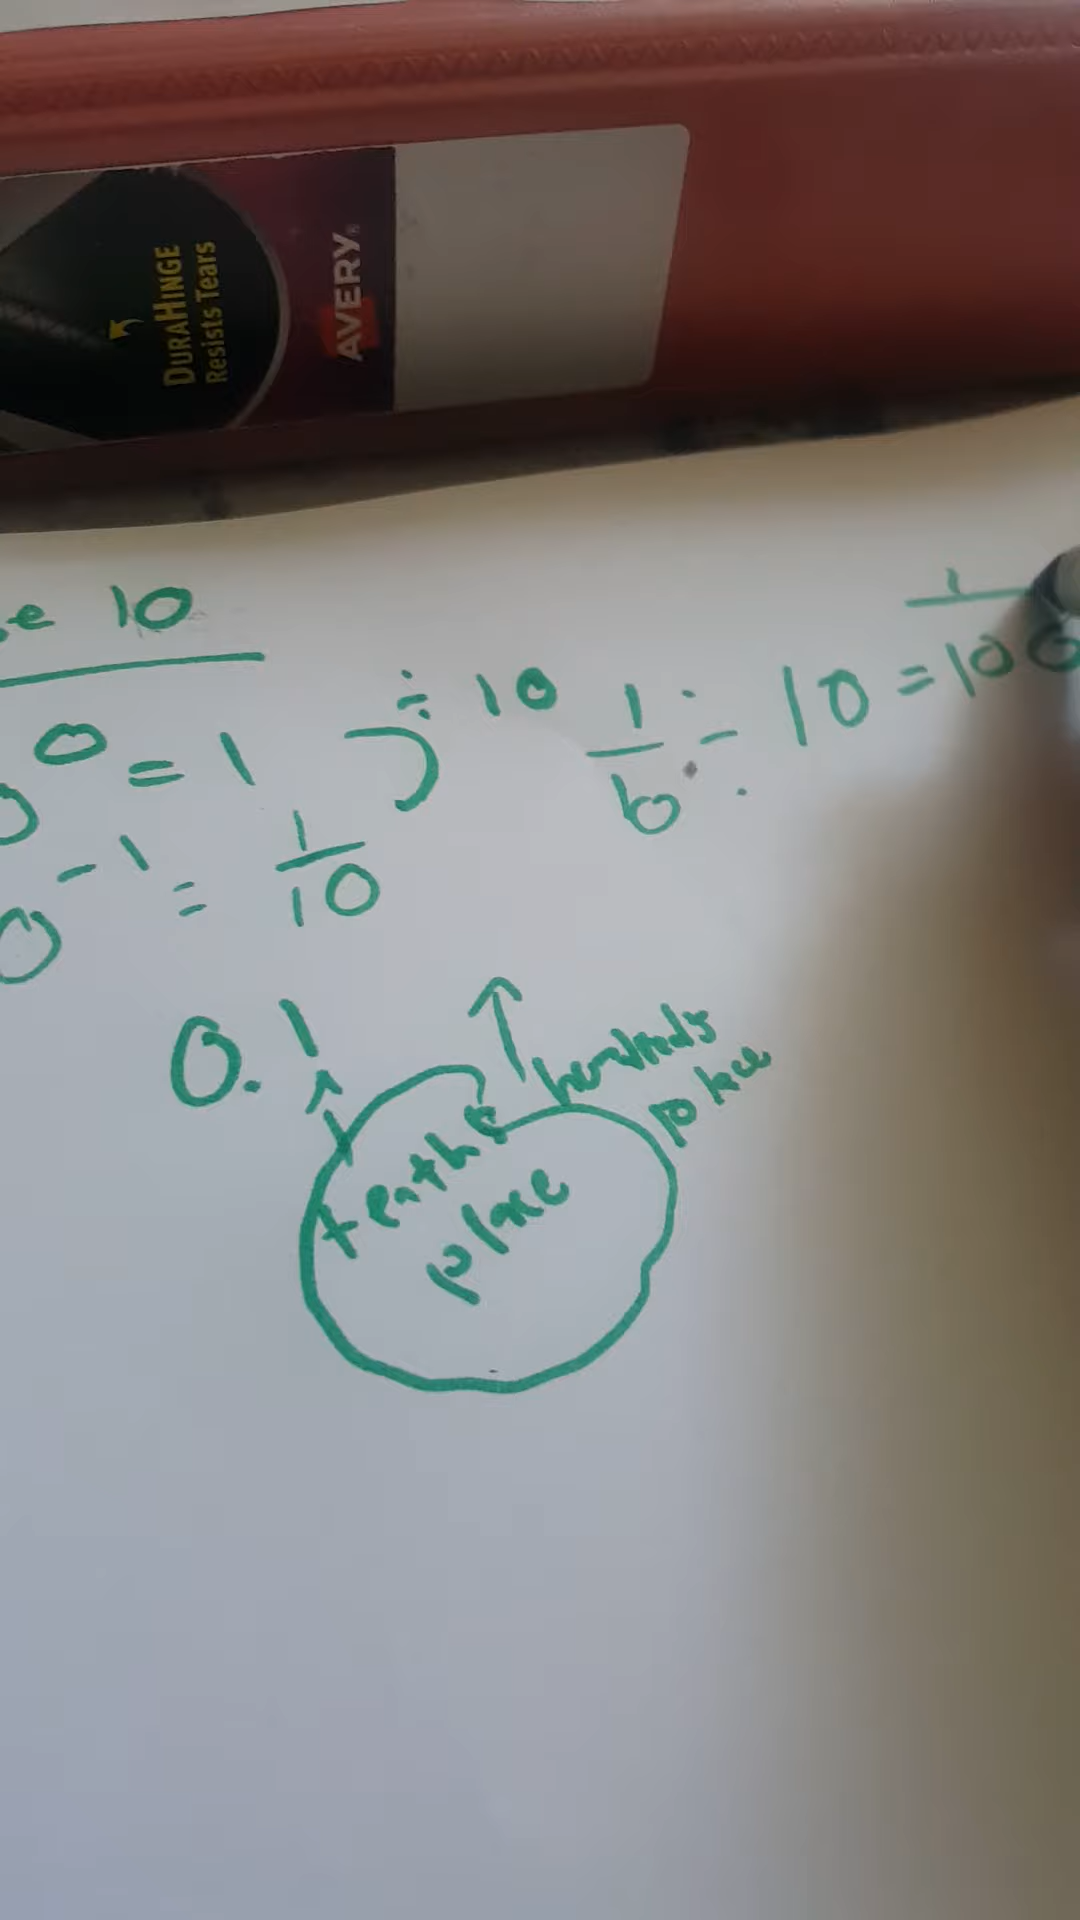 DURAHINGE
Resists Tears
AVERY
e 10
0 = 1
÷ 10
1/10 ÷ 10 = 1/100
0 -1 = 1/10
0.1
tenths
place
hundreds
place